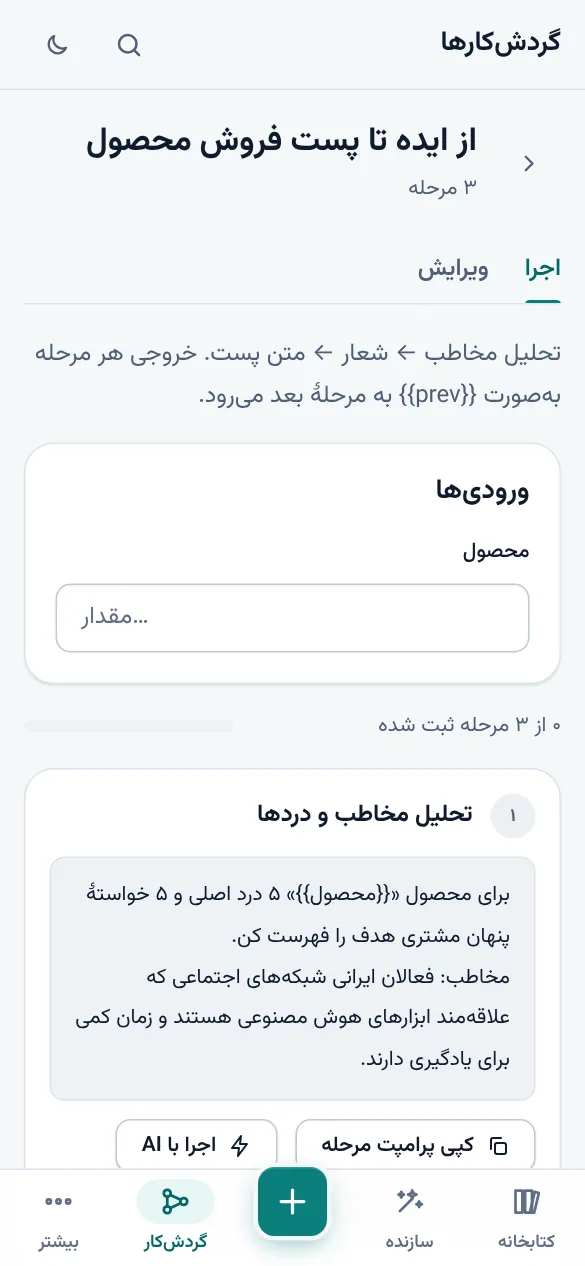 گردش‌کارها
از ایده تا پست فروش محصول
۳ مرحله
اجرا
ویرایش
تحلیل مخاطب ← شعار ← متن پست. خروجی هر مرحله
به‌صورت {{prev}} به مرحلهٔ بعد می‌رود.
ورودی‌ها
محصول
مقدار…
۰ از ۳ مرحله ثبت شده
۱
تحلیل مخاطب و دردها
برای محصول «{{محصول}}» ۵ درد اصلی و ۵ خواستهٔ
پنهان مشتری هدف را فهرست کن.
مخاطب: فعالان ایرانی شبکه‌های اجتماعی که
علاقه‌مند ابزارهای هوش مصنوعی هستند و زمان کمی
برای یادگیری دارند.
کپی پرامپت مرحله
اجرا با AI
کتابخانه
سازنده
گردش‌کار
بیشتر